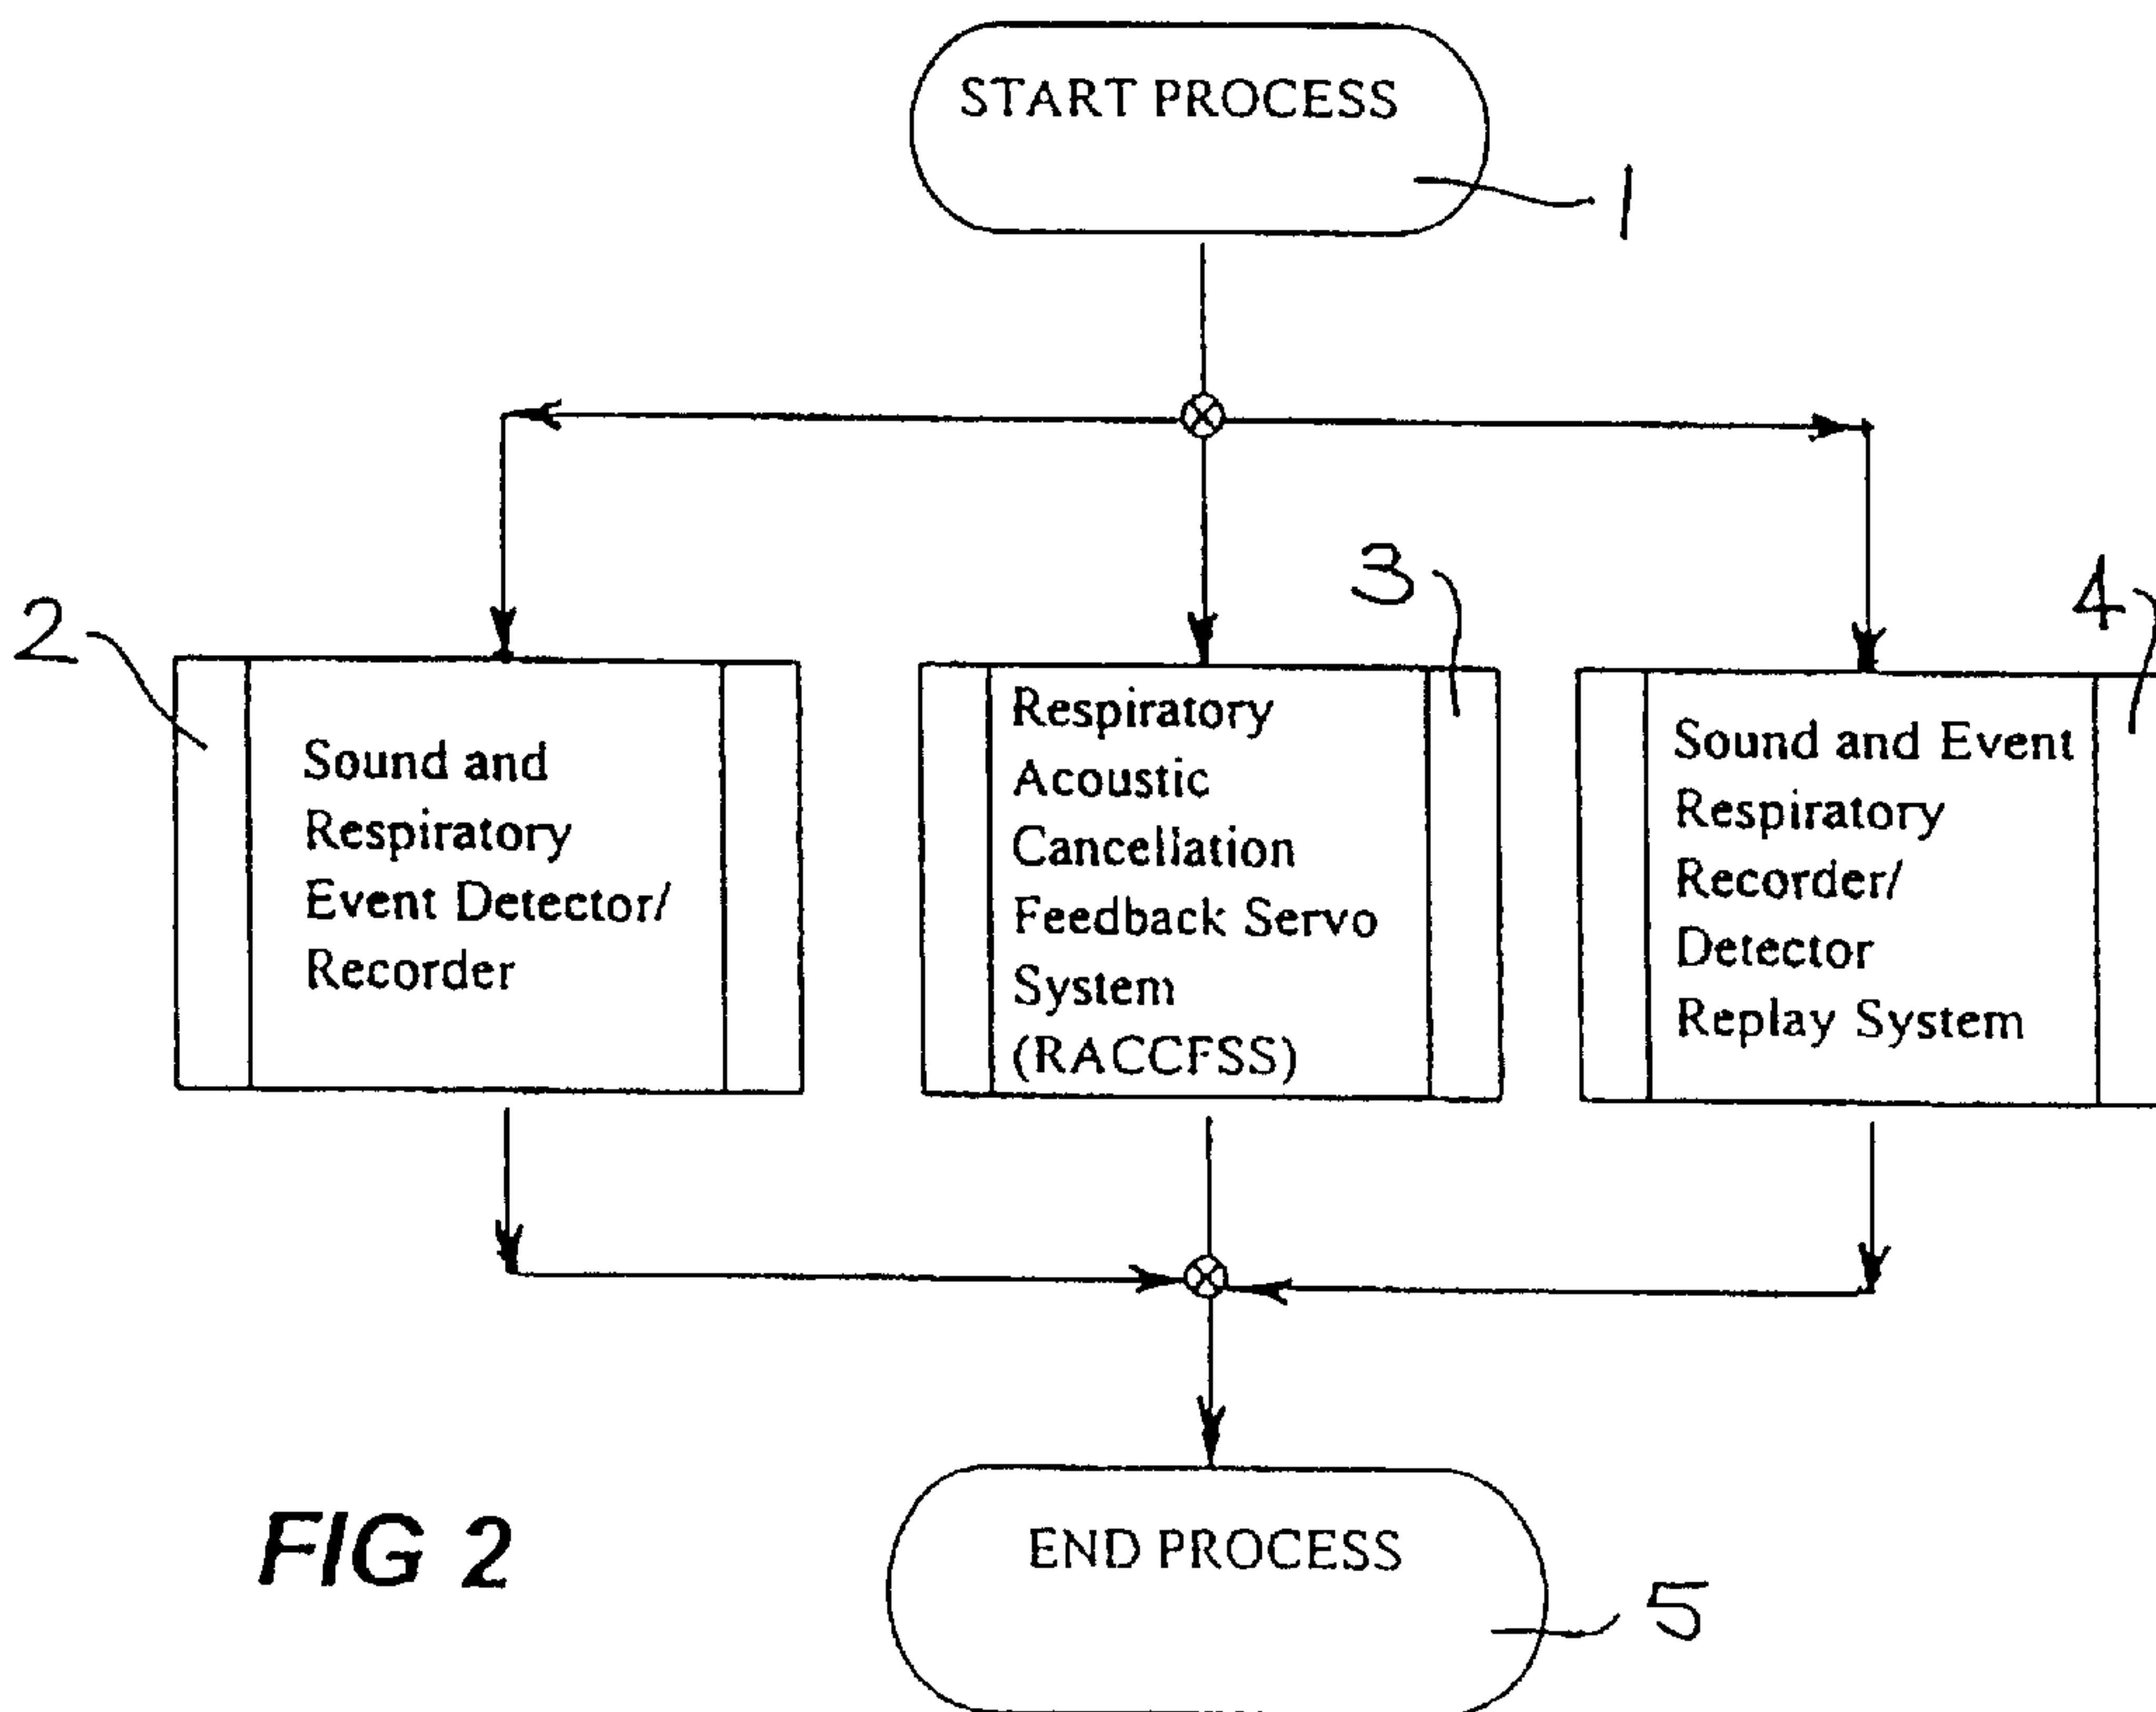 START PROCESS
1
2
3
4
Sound and
Respiratory
Event Detector/
Recorder
Respiratory
Acoustic
Cancellation
Feedback Servo
System
(RACCFSS)
Sound and Event
Respiratory
Recorder/
Detector
Replay System
END PROCESS
5
FIG 2